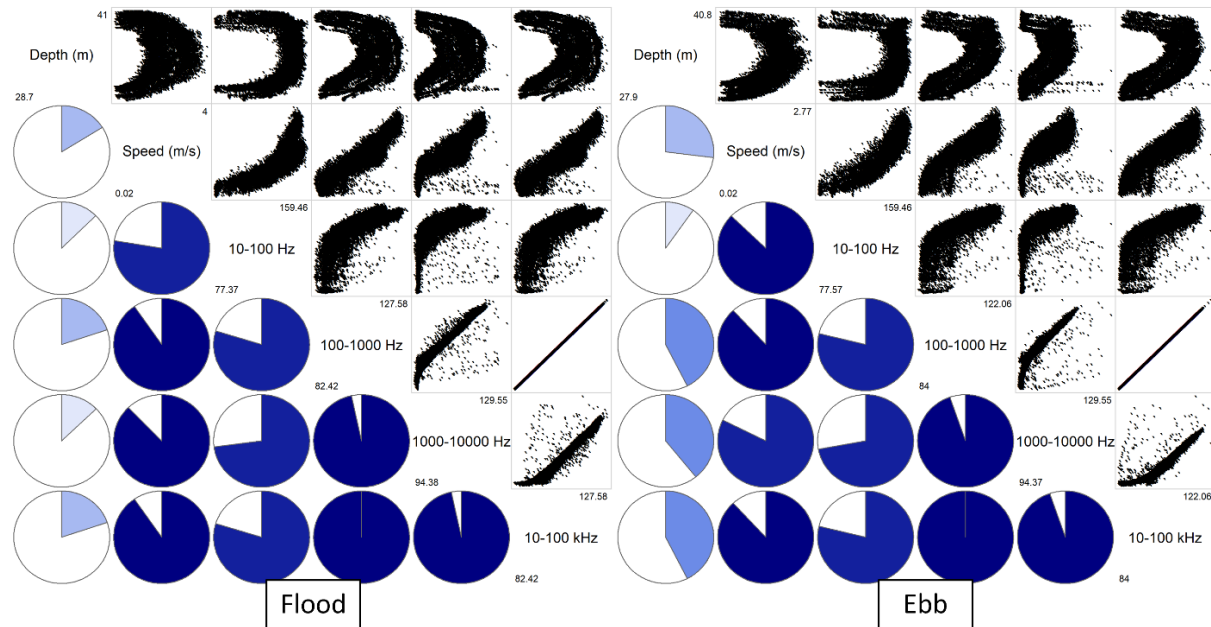 41
Depth (m)
28.7
4
Speed (m/s)
0.02
159.46
10-100 Hz
77.37
127.58
100-1000 Hz
82.42
129.55
1000-10000 Hz
94.38
127.58
10-100 kHz
82.42
Flood
40.8
Depth (m)
27.9
2.77
Speed (m/s)
0.02
159.46
10-100 Hz
77.57
122.06
100-1000 Hz
84
129.55
1000-10000 Hz
94.37
122.06
10-100 kHz
84
Ebb